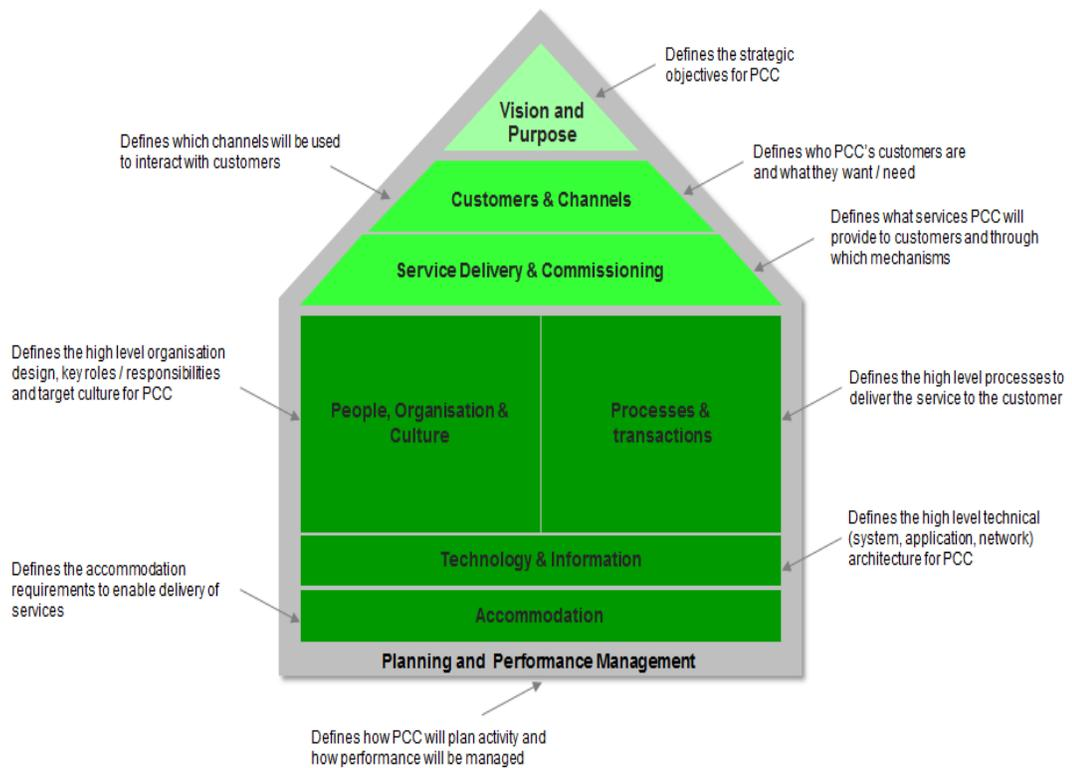 Defines the strategic
objectives for PCC
Vision and
Purpose
Defines which channels will be used
to interact with customers
Defines who PCC's customers are
and what they want / need
Customers & Channels
Defines what services PCC will
provide to customers and through
which mechanisms
Service Delivery & Commissioning
Defines the high level organisation
design, key roles / responsibilities
and target culture for PCC
People, Organisation &
Culture
Processes &
transactions
Defines the high level processes to
deliver the service to the customer
Defines the high level technical
(system, application, network)
architecture for PCC
Technology & Information
Defines the accommodation
requirements to enable delivery of
services
Accommodation
Planning and Performance Management
Defines how PCC will plan activity and
how performance will be managed